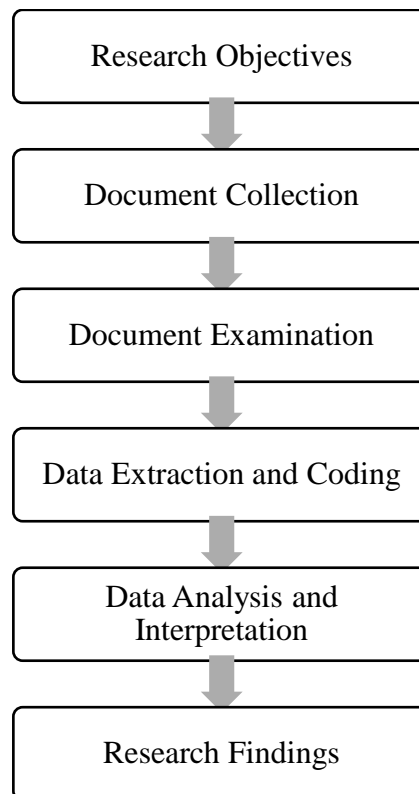 Research Objectives
Document Collection
Document Examination
Data Extraction and Coding
Data Analysis and
Interpretation
Research Findings